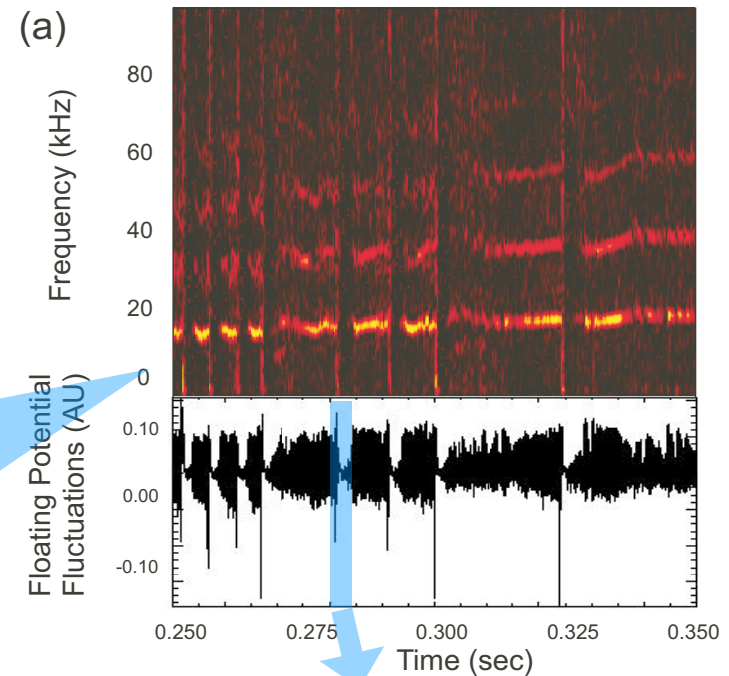 (a)
Frequency (kHz)
80
60
40
20
0
Floating Potential
Fluctuations (AU)
0.10
0.00
-0.10
0.250 0.275 0.300 0.325 0.350
Time (sec)